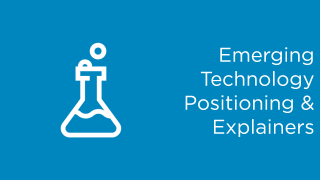 Emerging
Technology
Positioning &
Explainers